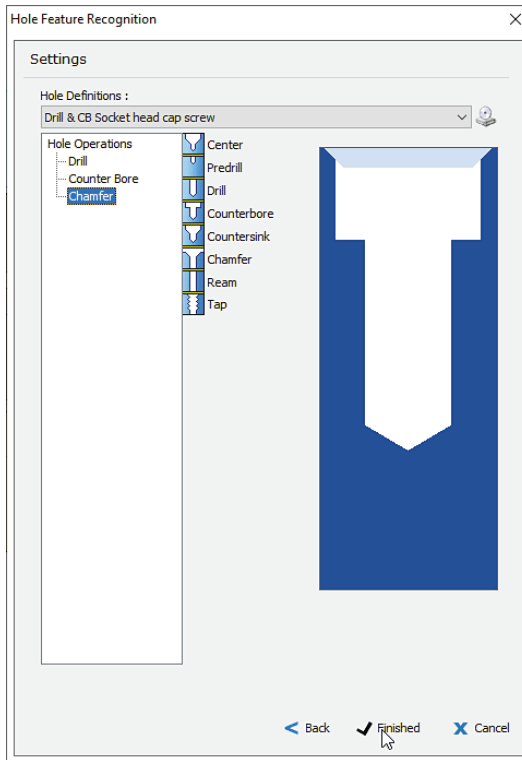 Hole Feature Recognition
Settings
Hole Definitions :
Drill & CB Socket head cap screw
Hole Operations
Drill
Counter Bore
Chamfer
Center
Predrill
Drill
Counterbore
Countersink
Chamfer
Ream
Tap
Back
Finished
Cancel